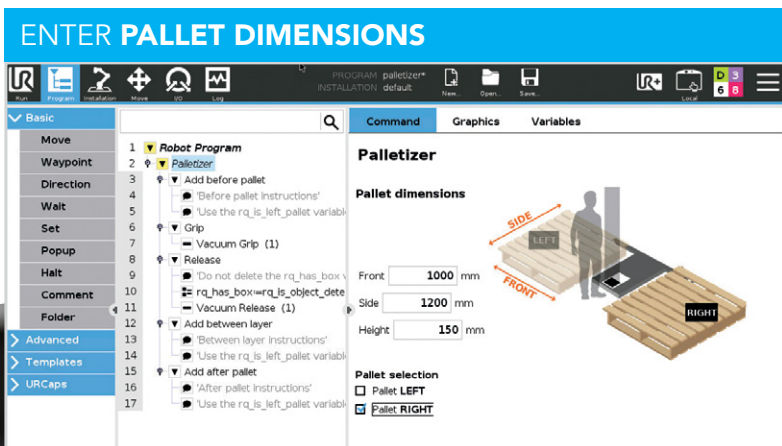 ENTER PALLET DIMENSIONS
UR
Run
Program
Installation
Move
I/O
Log
PROGRAM palletizer*
INSTALLATION default
New...
Open...
Save...
UR+
Local
D 3
6 8
Basic
Move
Waypoint
Direction
Wait
Set
Popup
Halt
Comment
Folder
Advanced
Templates
URCaps
1 Robot Program
2 Palletizer
3 Add before pallet
4 'Before pallet instructions'
5 'Use the rq_is_left_pallet variabl
6 Grip
7 Vacuum Grip (1)
8 Release
9 'Do not delete the rq_has_box v
10 rq_has_box≔rq_is_object_dete
11 Vacuum Release (1)
12 Add between layer
13 'Between layer instructions'
14 'Use the rq_is_left_pallet variabl
15 Add after pallet
16 'After pallet instructions'
17 'Use the rq_is_left_pallet variabl
Command Graphics Variables
Palletizer
Pallet dimensions
SIDE
LEFT
FRONT
RIGHT
Front 1000 mm
Side 1200 mm
Height 150 mm
Pallet selection
Pallet LEFT
Pallet RIGHT